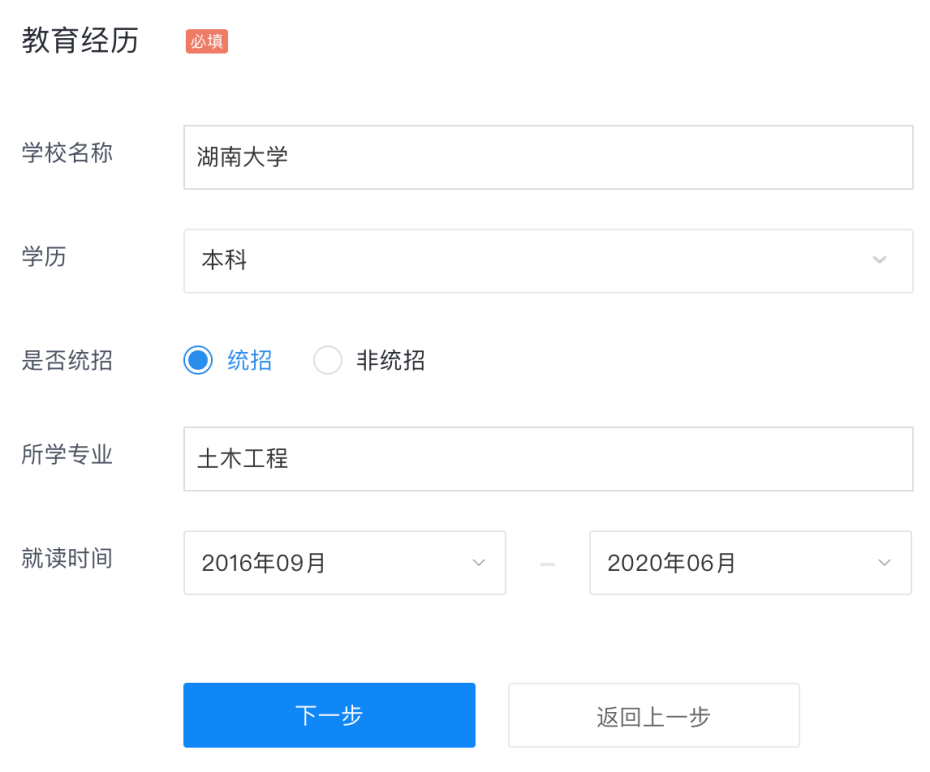 教育经历 必填
学校名称 湖南大学
学历 本科
是否统招 统招 非统招
所学专业 土木工程
就读时间 2016年09月 – 2020年06月
下一步 返回上一步